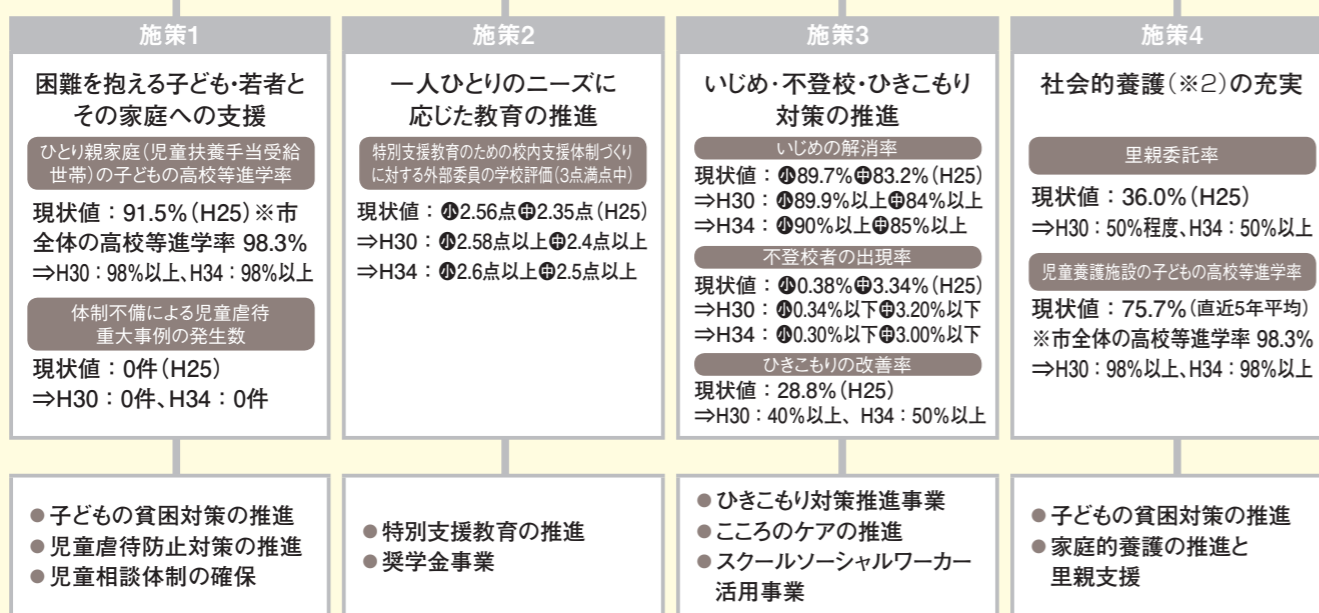 施策1
困難を抱える子ども・若者と
その家庭への支援
ひとり親家庭(児童扶養手当受給
世帯)の子どもの高校等進学率
現状値：91.5%(H25)※市
全体の高校等進学率 98.3%
⇒H30：98%以上、H34：98%以上
体制不備による児童虐待
重大事例の発生数
現状値：0件(H25)
⇒H30：0件、H34：0件
●子どもの貧困対策の推進
●児童虐待防止対策の推進
●児童相談体制の確保
施策2
一人ひとりのニーズに
応じた教育の推進
特別支援教育のための校内支援体制づくり
に対する外部委員の学校評価(3点満点中)
現状値：小2.56点中2.35点(H25)
⇒H30：小2.58点以上中2.4点以上
⇒H34：小2.6点以上中2.5点以上
●特別支援教育の推進
●奨学金事業
施策3
いじめ・不登校・ひきこもり
対策の推進
いじめの解消率
現状値：小89.7%中83.2%(H25)
⇒H30：小89.9%以上中84%以上
⇒H34：小90%以上中85%以上
不登校者の出現率
現状値：小0.38%中3.34%(H25)
⇒H30：小0.34%以下中3.20%以下
⇒H34：小0.30%以下中3.00%以下
ひきこもりの改善率
現状値：28.8%(H25)
⇒H30：40%以上、H34：50%以上
●ひきこもり対策推進事業
●こころのケアの推進
●スクールソーシャルワーカー
活用事業
施策4
社会的養護(※2)の充実
里親委託率
現状値：36.0%(H25)
⇒H30：50%程度、H34：50%以上
児童養護施設の子どもの高校等進学率
現状値：75.7%(直近5年平均)
※市全体の高校等進学率 98.3%
⇒H30：98%以上、H34：98%以上
●子どもの貧困対策の推進
●家庭的養護の推進と
里親支援